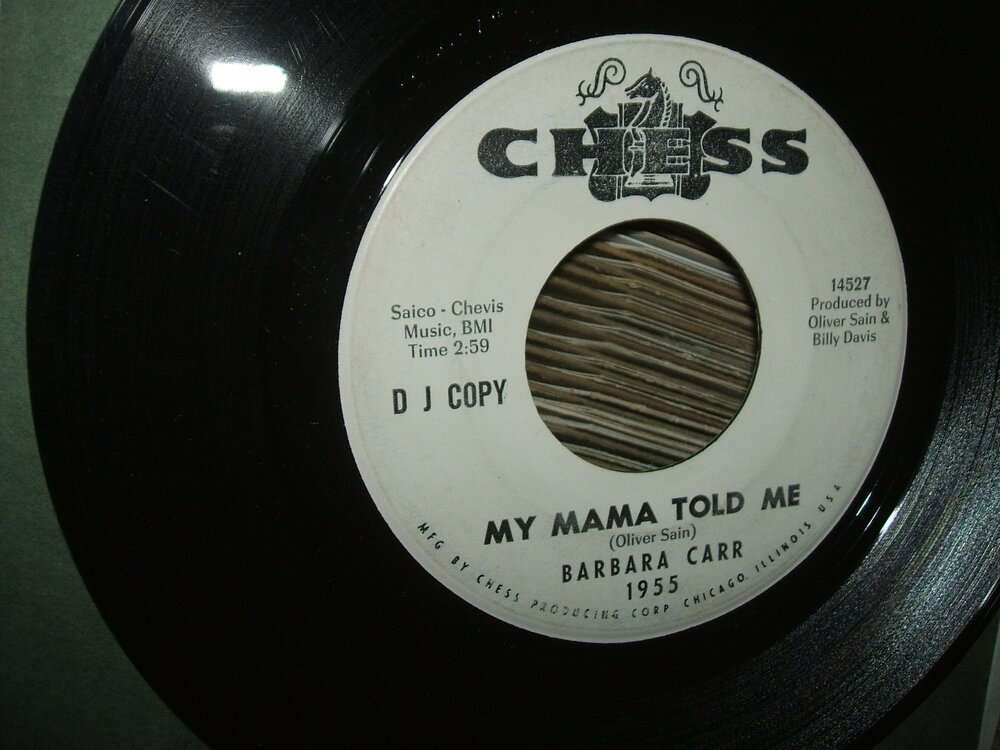 CHESS
Saico - Chevis
Music, BMI
Time 2:59
D J COPY
14527
Produced by
Oliver Sain &
Billy Davis
MY MAMA TOLD ME
(Oliver Sain)
BARBARA CARR
1955
MFG BY CHESS PRODUCING CORP CHICAGO. ILLINOIS USA